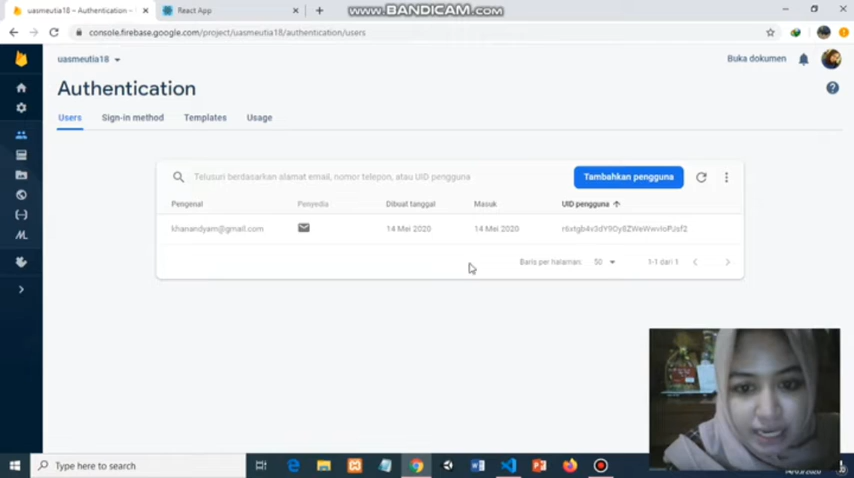 uasmeutia18 – Authentication –
React App
www.BANDICAM.com
console.firebase.google.com/project/uasmeutia18/authentication/users
uasmeutia18
Buka dokumen
Authentication
Users
Sign-in method
Templates
Usage
Telusuri berdasarkan alamat email, nomor telepon, atau UID pengguna
Tambahkan pengguna
Pengenal
Penyedia
Dibuat tanggal
Masuk
UID pengguna
khanandyam@gmail.com
14 Mei 2020
14 Mei 2020
Baris per halaman:
50
1-1 dari 1
Type here to search